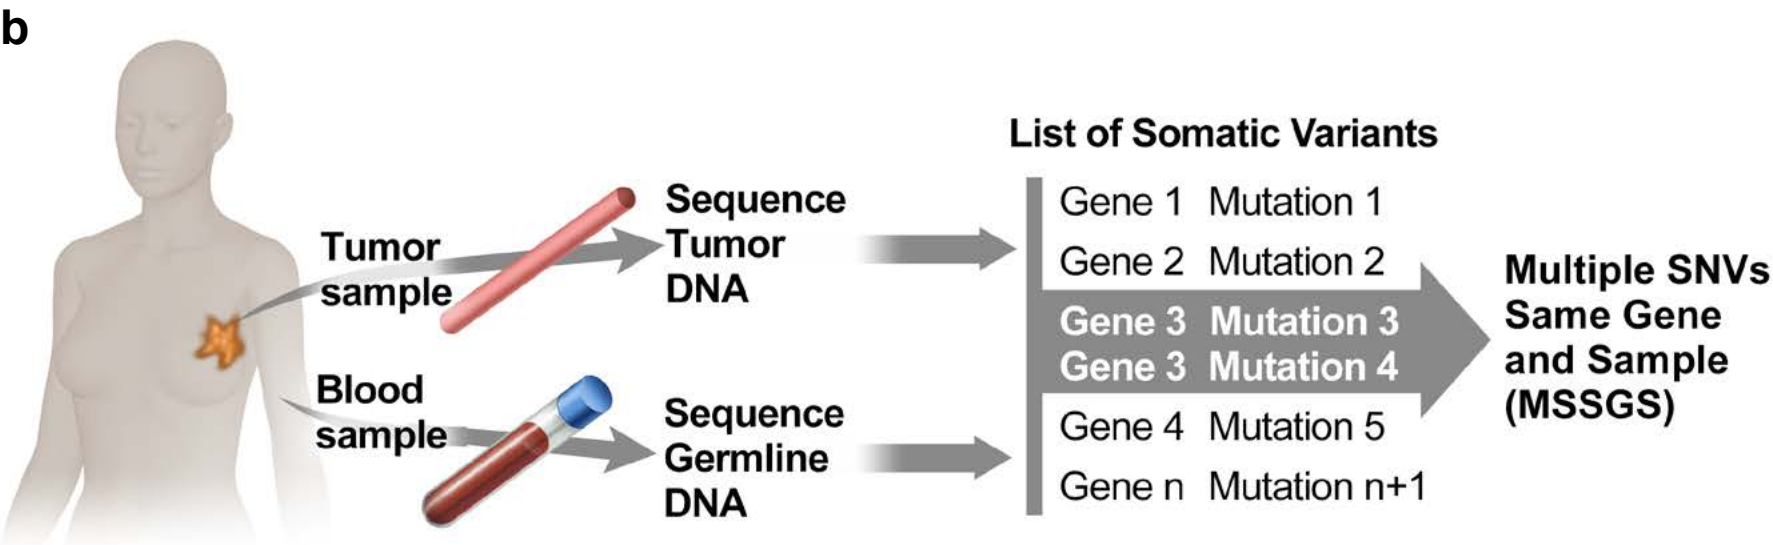 b
Tumor
sample
Sequence
Tumor
DNA
Blood
sample
Sequence
Germline
DNA
List of Somatic Variants
Gene 1 Mutation 1
Gene 2 Mutation 2
Gene 3 Mutation 3
Gene 3 Mutation 4
Gene 4 Mutation 5
Gene n Mutation n+1
Multiple SNVs
Same Gene
and Sample
(MSSGS)